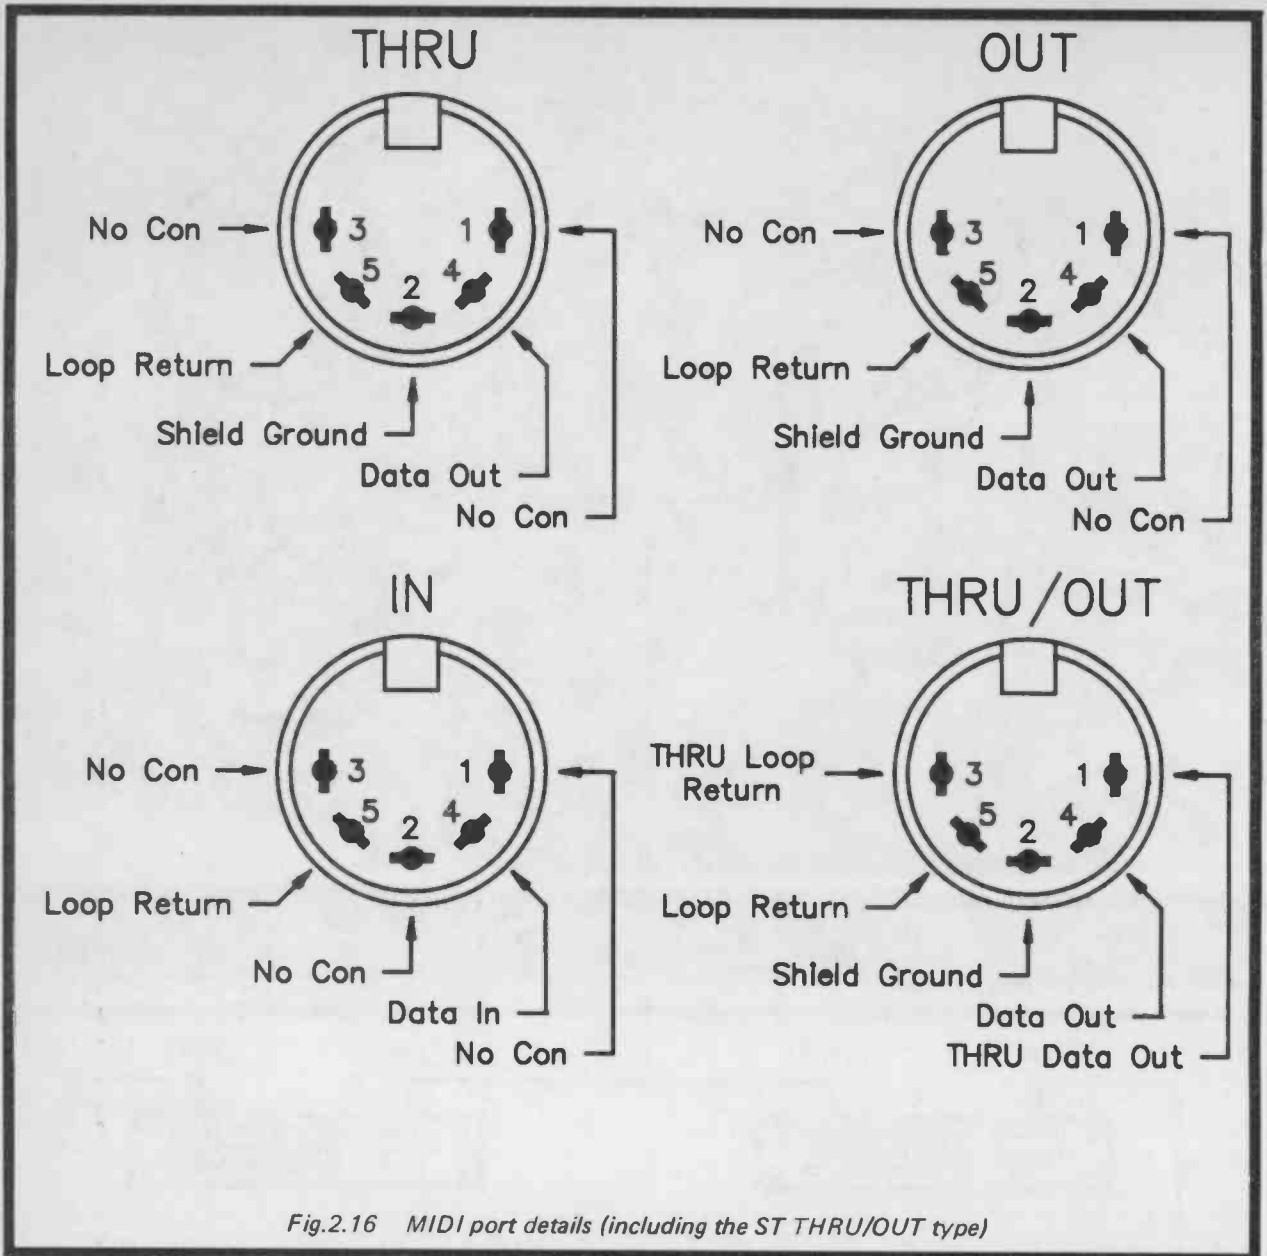 THRU
No Con
3
1
5
2
4
Loop Return
Shield Ground
Data Out
No Con
OUT
No Con
3
1
5
2
4
Loop Return
Shield Ground
Data Out
No Con
IN
No Con
3
1
5
2
4
Loop Return
No Con
Data In
No Con
THRU/OUT
THRU Loop
Return
3
1
5
2
4
Loop Return
Shield Ground
Data Out
THRU Data Out
Fig.2.16 MIDI port details (including the ST THRU/OUT type)